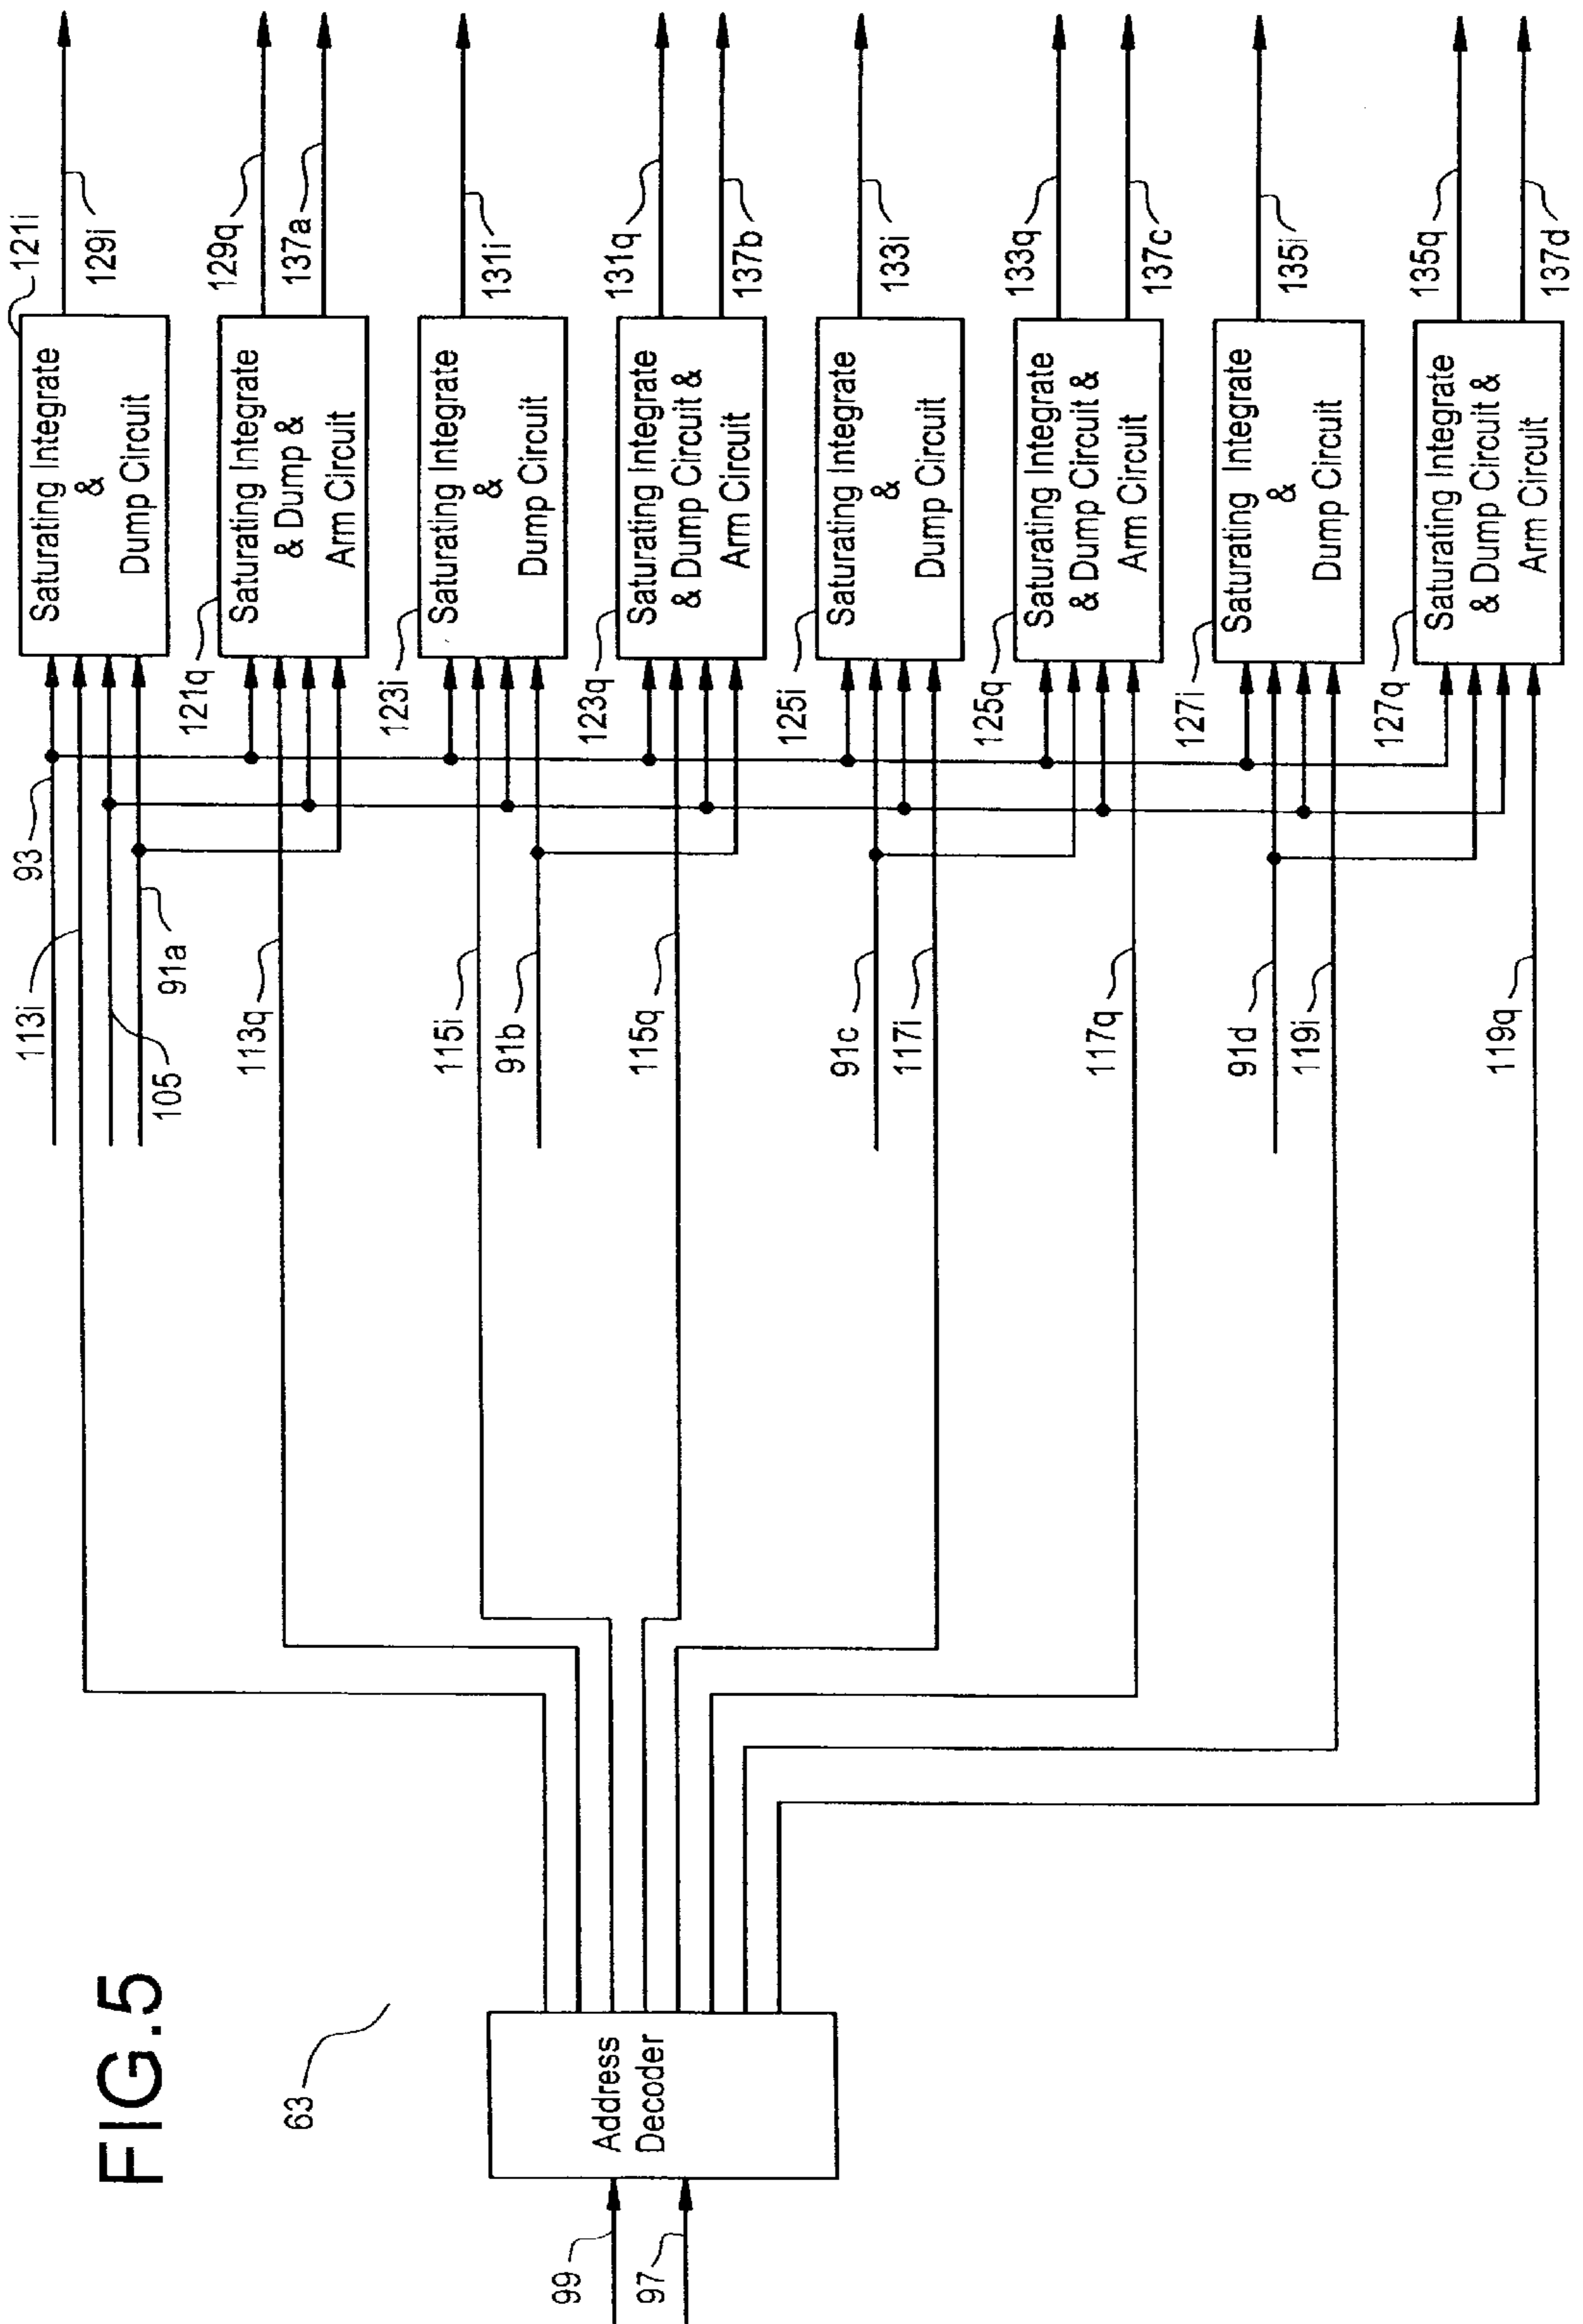 FIG.5
63
99
97
Address
Decoder
113i
93
105
91a
113q
115i
91b
115q
91c
117i
117q
91d
119i
119q
121i
Saturating Integrate
&
Dump Circuit
129i
121q
Saturating Integrate
& Dump &
Arm Circuit
129q
137a
123i
Saturating Integrate
&
Dump Circuit
131i
123q
Saturating Integrate
& Dump Circuit &
Arm Circuit
131q
137b
125i
Saturating Integrate
&
Dump Circuit
133i
125q
Saturating Integrate
& Dump Circuit &
Arm Circuit
133q
137c
127i
Saturating Integrate
&
Dump Circuit
135i
127q
Saturating Integrate
& Dump Circuit &
Arm Circuit
135q
137d